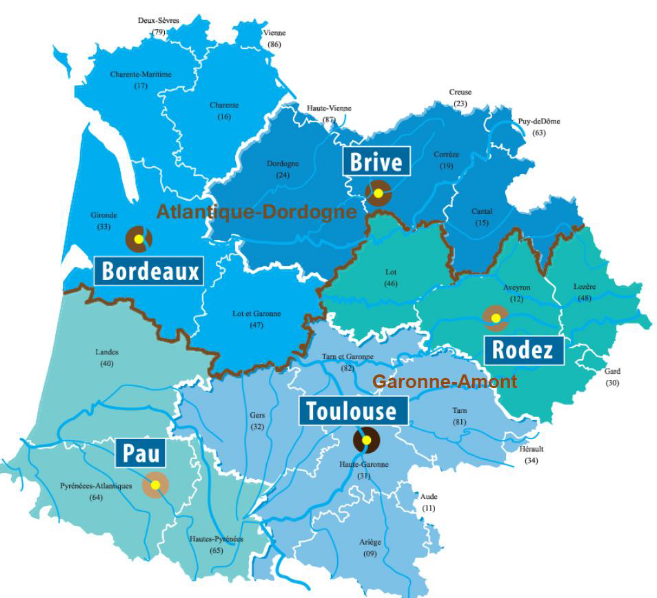 Deux-Sèvres
(79)
Vienne
(86)
Charente-Maritime
(17)
Charente
(16)
Haute-Vienne
(87)
Creuse
(23)
Puy-deDôme
(63)
Dordogne
(24)
Brive
Corrèze
(19)
Atlantique-Dordogne
Gironde
(33)
Cantal
(15)
Bordeaux
Lot
(46)
Aveyron
(12)
Lozère
(48)
Lot et Garonne
(47)
Rodez
Landes
(40)
Tarn et Garonne
(82)
Gard
(30)
Garonne-Amont
Toulouse
Gers
(32)
Tarn
(81)
Pau
Hérault
(34)
Haute-Garonne
(31)
Pyrénées-Atlantiques
(64)
Aude
(11)
Hautes-Pyrénées
(65)
Ariège
(09)